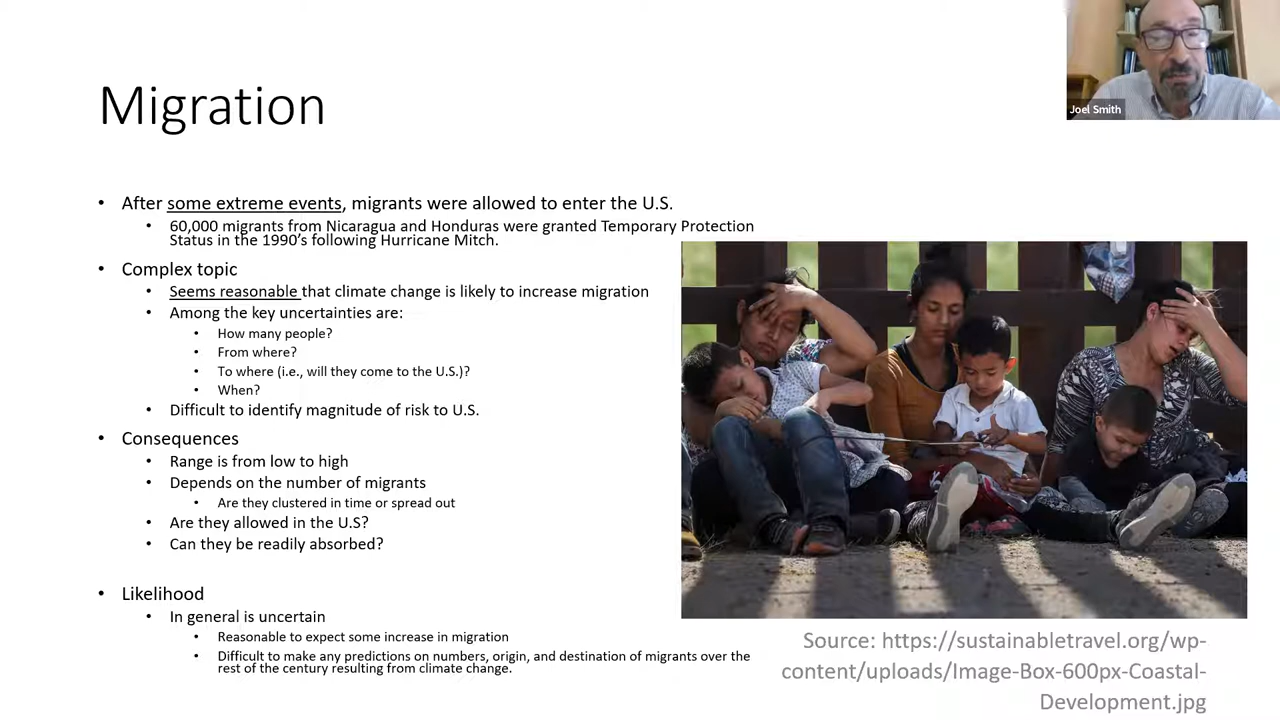 Joel Smith
Migration
• After some extreme events, migrants were allowed to enter the U.S.
• 60,000 migrants from Nicaragua and Honduras were granted Temporary Protection
Status in the 1990's following Hurricane Mitch.
• Complex topic
• Seems reasonable that climate change is likely to increase migration
• Among the key uncertainties are:
• How many people?
• From where?
• To where (i.e., will they come to the U.S.)?
• When?
• Difficult to identify magnitude of risk to U.S.
• Consequences
• Range is from low to high
• Depends on the number of migrants
• Are they clustered in time or spread out
• Are they allowed in the U.S?
• Can they be readily absorbed?
• Likelihood
• In general is uncertain
• Reasonable to expect some increase in migration
• Difficult to make any predictions on numbers, origin, and destination of migrants over the
rest of the century resulting from climate change.
Source: https://sustainabletravel.org/wp-
content/uploads/Image-Box-600px-Coastal-
Development.jpg